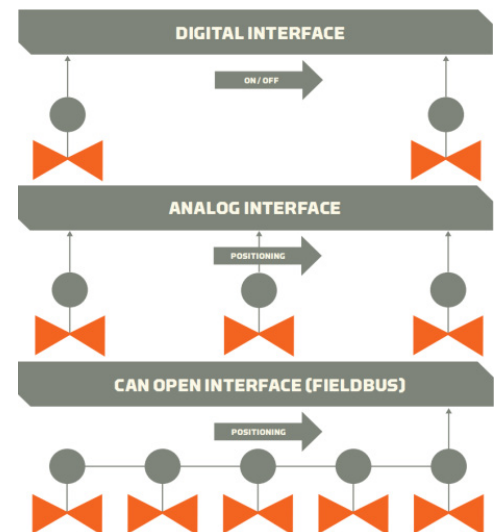 DIGITAL INTERFACE
ON / OFF
ANALOG INTERFACE
POSITIONING
CAN OPEN INTERFACE (FIELDBUS)
POSITIONING